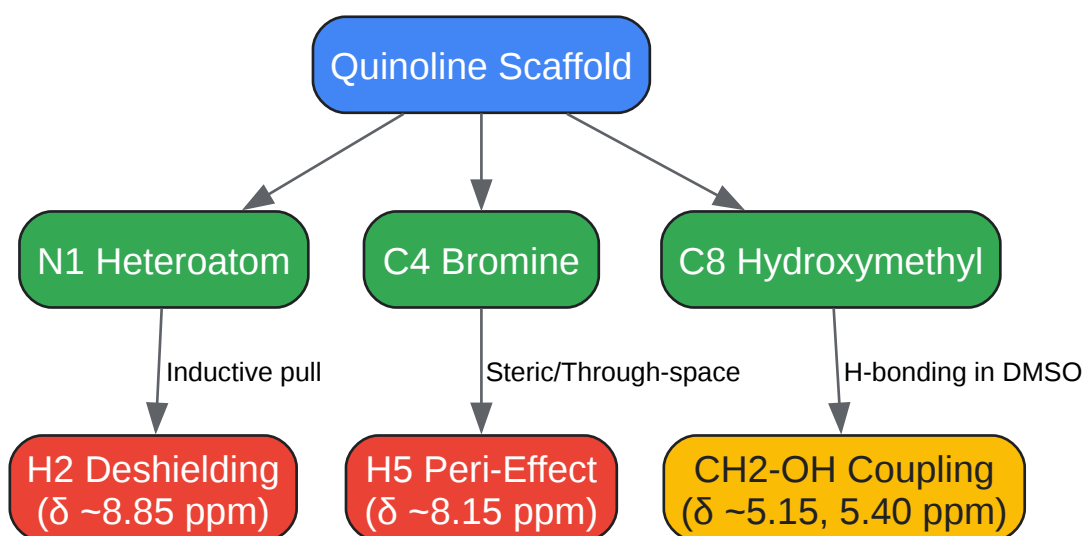 Quinoline Scaffold
N1 Heteroatom
C4 Bromine
C8 Hydroxymethyl
Inductive pull
Steric/Through-space
H-bonding in DMSO
H2 Deshielding
(δ ~8.85 ppm)
H5 Peri-Effect
(δ ~8.15 ppm)
CH2-OH Coupling
(δ ~5.15, 5.40 ppm)